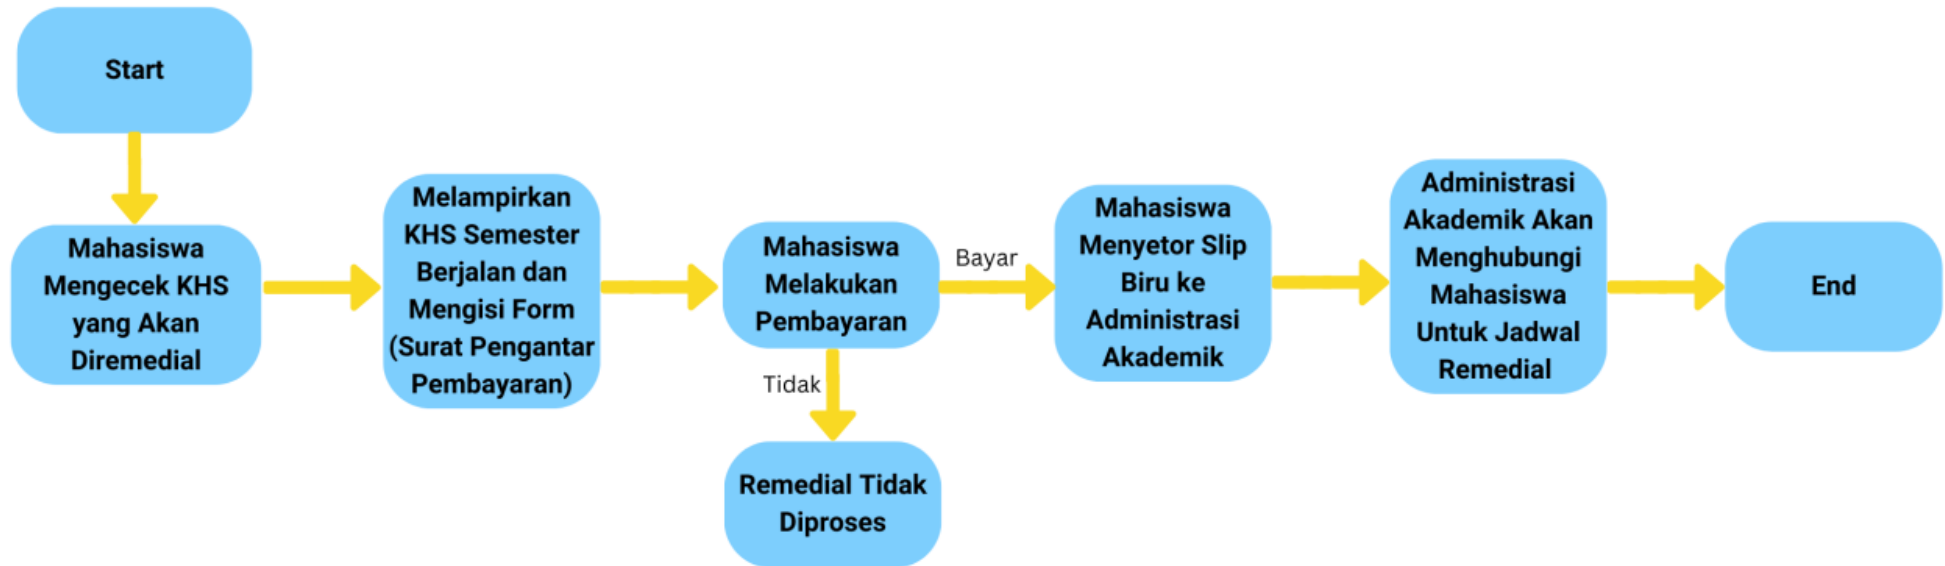 Start
Mahasiswa
Mengecek KHS
yang Akan
Diremedial
Melampirkan
KHS Semester
Berjalan dan
Mengisi Form
(Surat Pengantar
Pembayaran)
Mahasiswa
Melakukan
Pembayaran
Bayar
Tidak
Remedial Tidak
Diproses
Mahasiswa
Menyetor Slip
Biru ke
Administrasi
Akademik
Administrasi
Akademik Akan
Menghubungi
Mahasiswa
Untuk Jadwal
Remedial
End